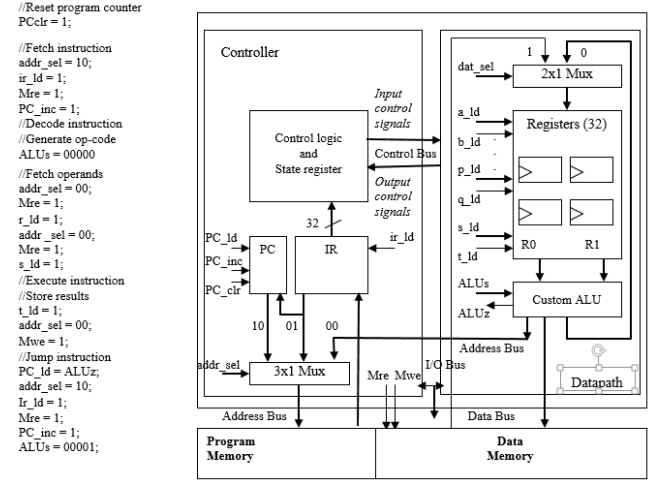 //Reset program counter
PCclr = 1;
//Fetch instruction
addr_sel = 10;
ir_ld = 1;
Mre = 1;
PC_inc = 1;
//Decode instruction
//Generate op-code
ALUs = 00000
//Fetch operands
addr_sel = 00;
Mre = 1;
r_ld = 1;
addr _sel = 00;
Mre = 1;
s_ld = 1;
//Execute instruction
//Store results
t_ld = 1;
addr_sel = 00;
Mwe = 1;
//Jump instruction
PC_ld = ALUz;
addr_sel = 10;
Ir_ld = 1;
Mre = 1;
PC_inc = 1;
ALUs = 00001;
Controller
Control logic
and
State register
Input
control
signals
Control Bus
Output
control
signals
32
PC_ld
PC_inc
PC_clr
PC
IR
ir_ld
10
01
00
addr_sel
3x1 Mux
Mre Mwe
I/O Bus
Address Bus
1
0
dat_sel
2x1 Mux
a_ld
b_ld
p_ld
q_ld
s_ld
t_ld
Registers (32)
R0
R1
ALUs
ALUz
Custom ALU
Address Bus
Datapath
Data Bus
Program
Memory
Data
Memory